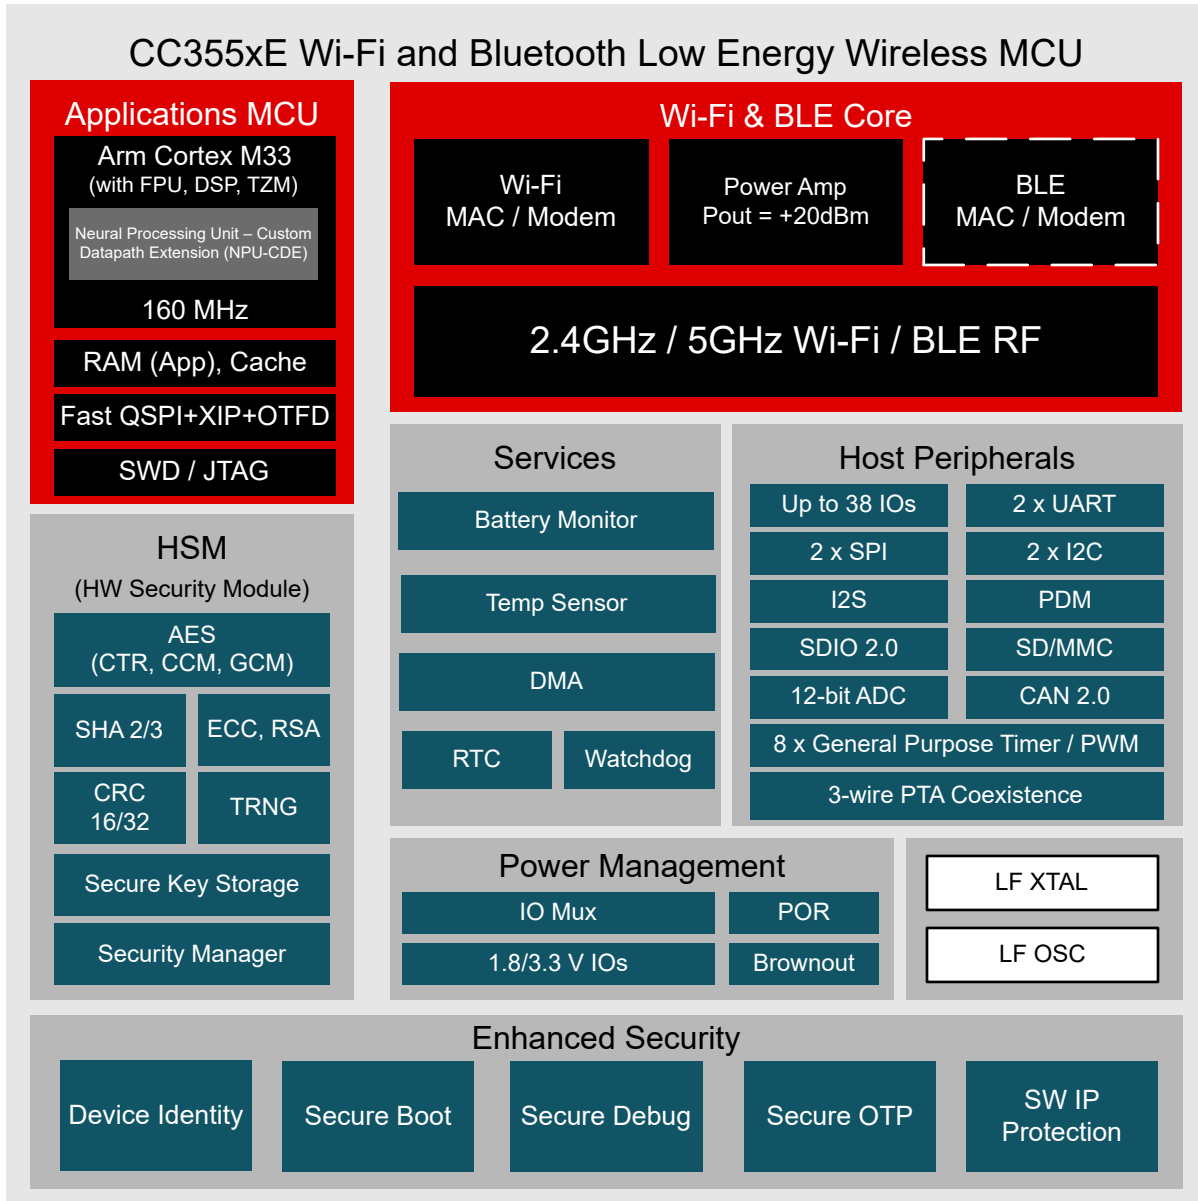 CC355xE Wi-Fi and Bluetooth Low Energy Wireless MCU
Applications MCU
Arm Cortex M33
(with FPU, DSP, TZM)
Neural Processing Unit – Custom
Datapath Extension (NPU-CDE)
160 MHz
RAM (App), Cache
Fast QSPI+XIP+OTFD
SWD / JTAG
Wi-Fi & BLE Core
Wi-Fi
MAC / Modem
Power Amp
Pout = +20dBm
BLE
MAC / Modem
2.4GHz / 5GHz Wi-Fi / BLE RF
HSM
(HW Security Module)
AES
(CTR, CCM, GCM)
SHA 2/3
ECC, RSA
CRC
16/32
TRNG
Secure Key Storage
Security Manager
Services
Battery Monitor
Temp Sensor
DMA
RTC
Watchdog
Host Peripherals
Up to 38 IOs
2 x UART
2 x SPI
2 x I2C
I2S
PDM
SDIO 2.0
SD/MMC
12-bit ADC
CAN 2.0
8 x General Purpose Timer / PWM
3-wire PTA Coexistence
Power Management
IO Mux
POR
1.8/3.3 V IOs
Brownout
LF XTAL
LF OSC
Enhanced Security
Device Identity
Secure Boot
Secure Debug
Secure OTP
SW IP
Protection